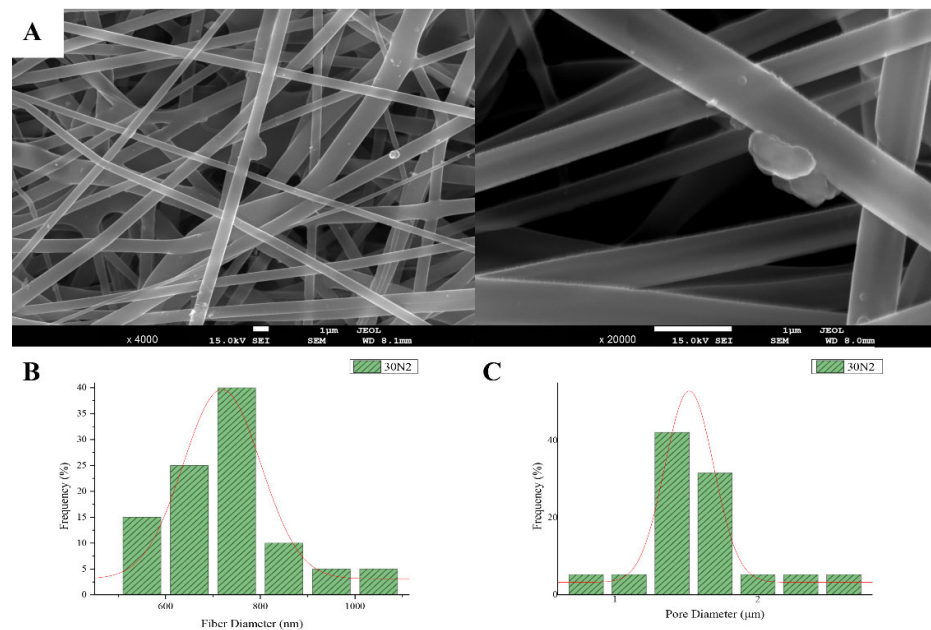 A
x 4000 15.0kV SEI 1μm JEOL SEM WD 8.1mm
x 20000 15.0kV SEI 1μm JEOL SEM WD 8.0mm
B
30N2
40
35
30
25
20
15
10
5
0
Frequency (%)
600 800 1000
Fiber Diameter (nm)
C
30N2
40
20
0
Frequency (%)
1 2
Pore Diameter (μm)